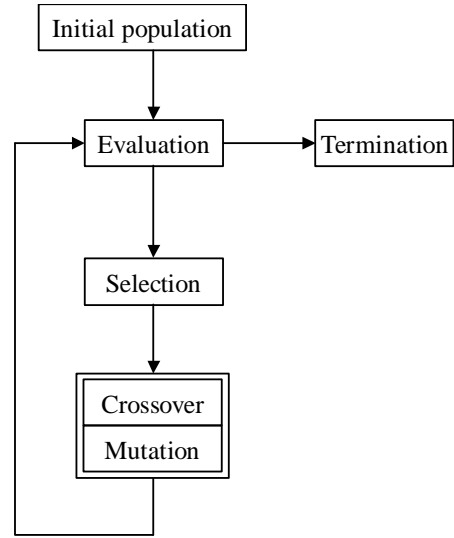 Initial population
Evaluation
Termination
Selection
Crossover
Mutation